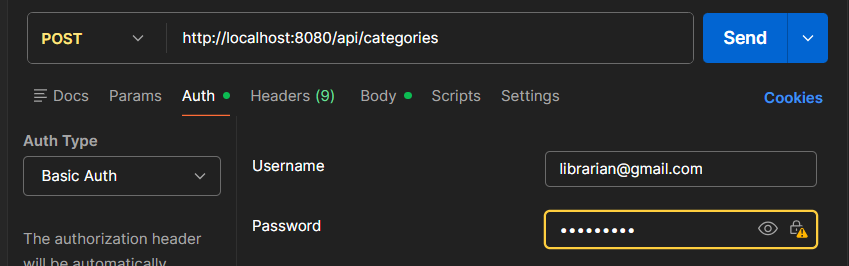 POST http://localhost:8080/api/categories Send
Docs Params Auth Headers (9) Body Scripts Settings Cookies
Auth Type
Basic Auth
The authorization header
will be automatically
Username librarian@gmail.com
Password •••••••••